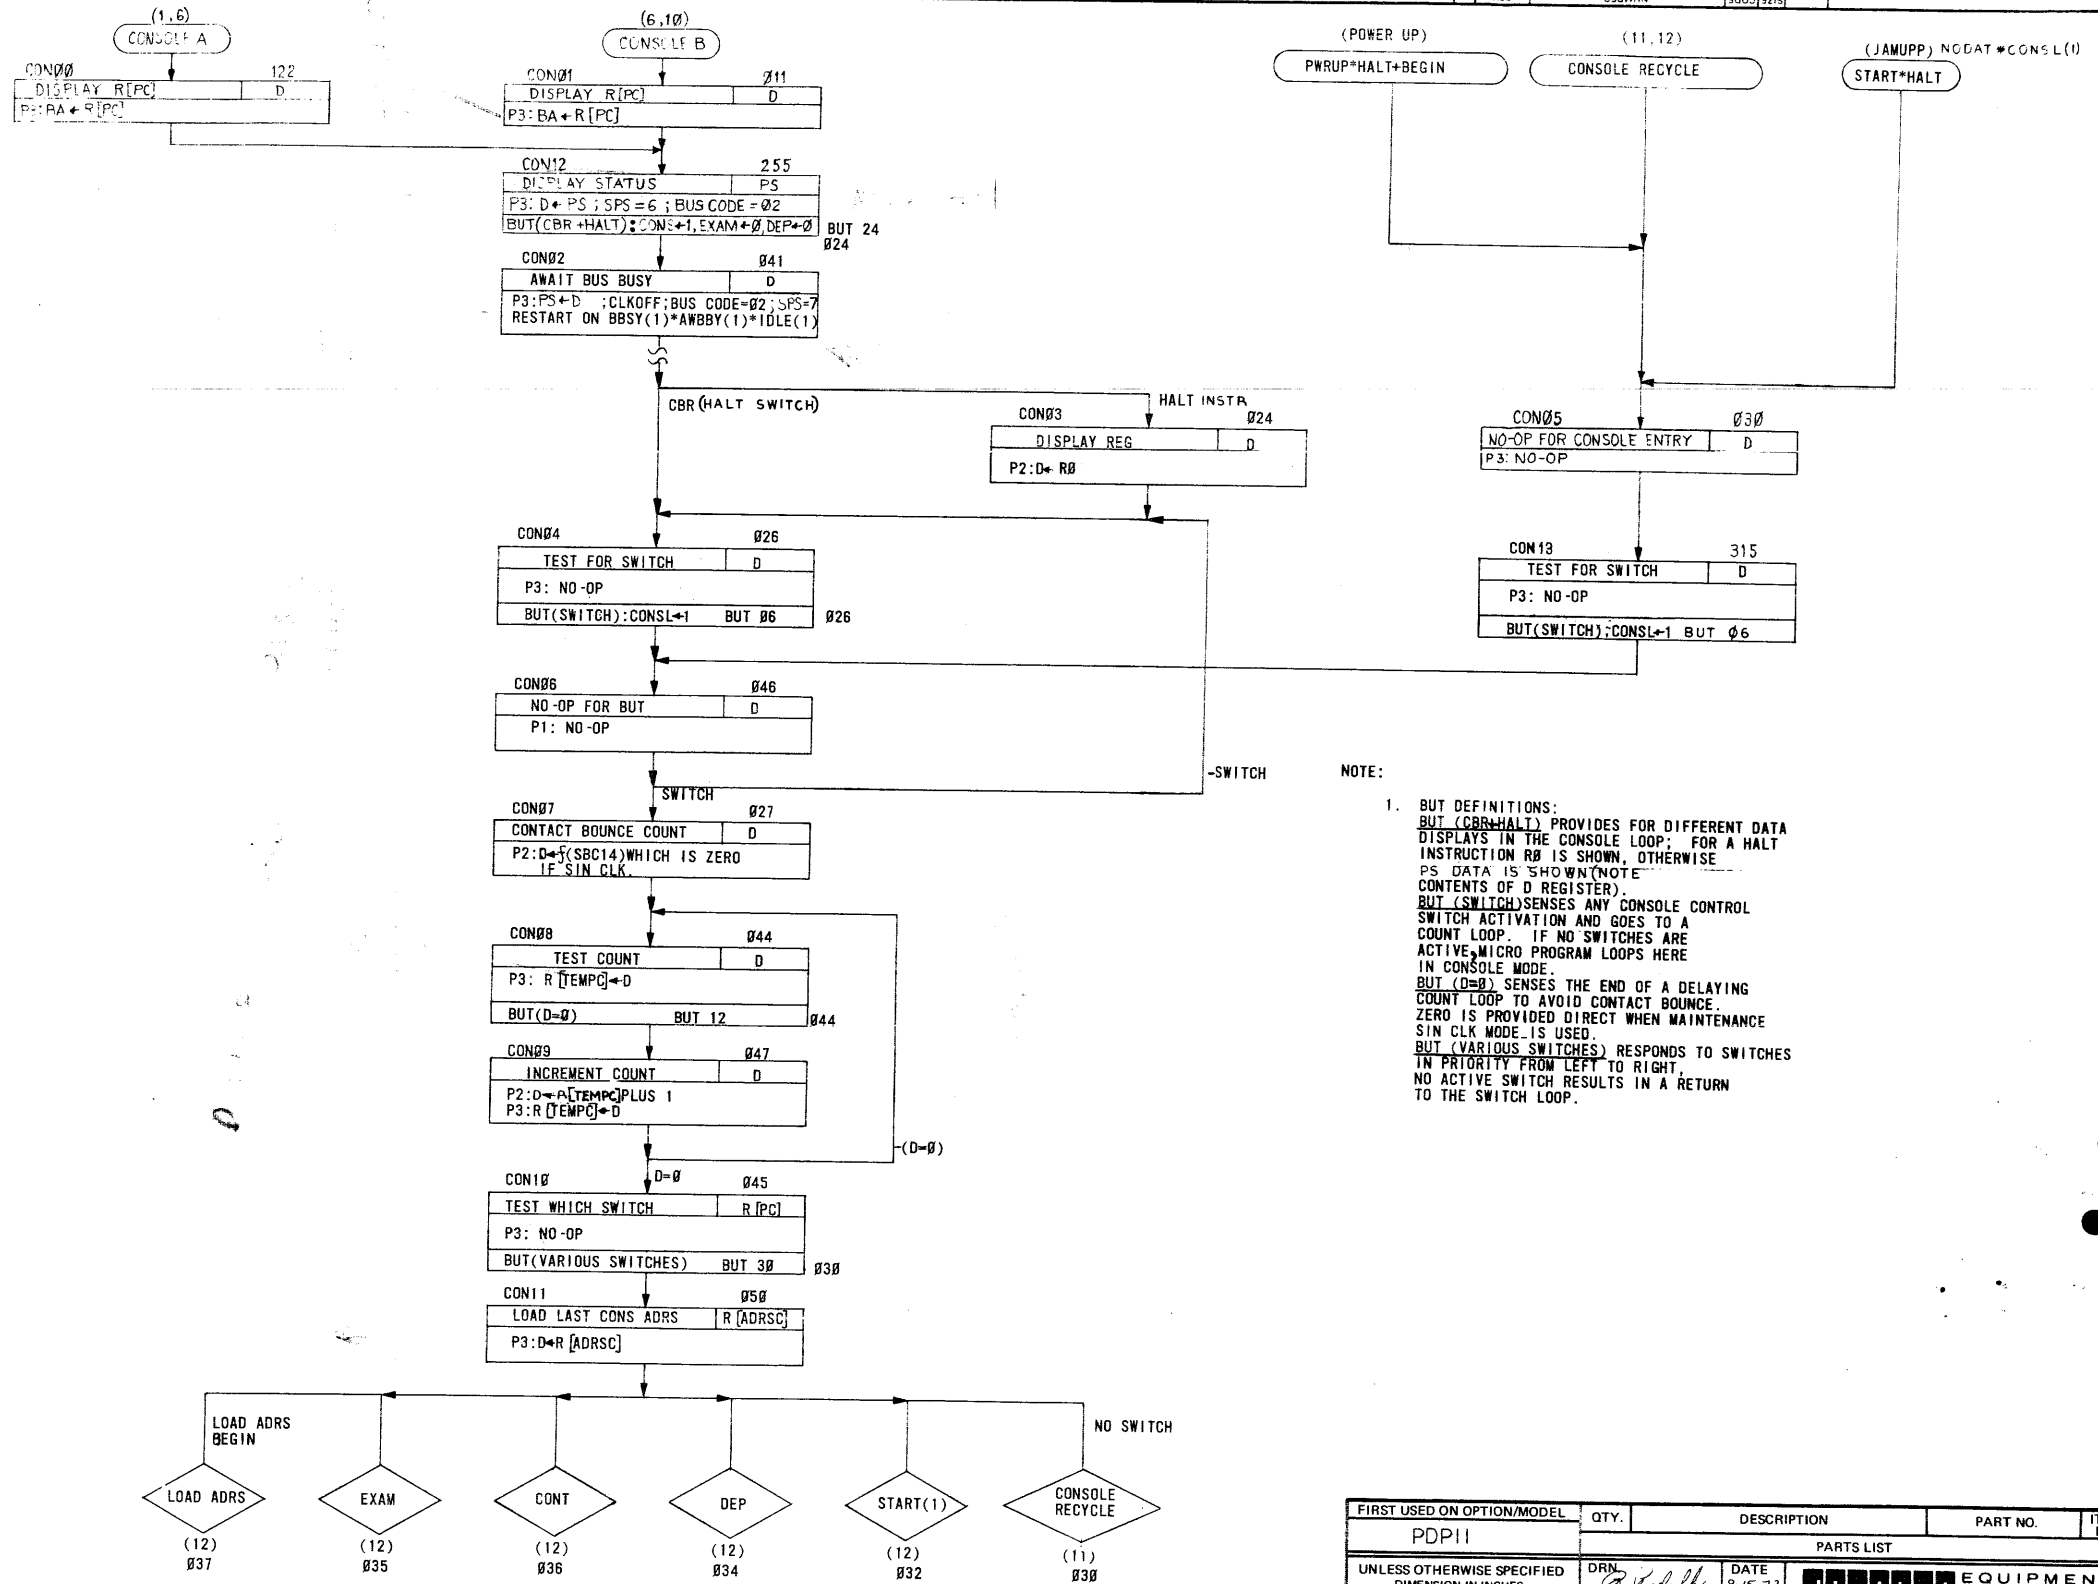 (1,6)
CONSOLE A
CONØØ 122
DISPLAY R[PC] D
P3:BA←R[PC]
(6,1Ø)
CONSOLE B
CONØ1 Ø11
DISPLAY R[PC] D
P3:BA←R[PC]
CON12 255
DISPLAY STATUS PS
P3: D←PS ; SPS=6 ; BUS CODE=Ø2
BUT(CBR+HALT):CONS←1,EXAM←Ø,DEP←Ø BUT 24
Ø24
CONØ2 Ø41
AWAIT BUS BUSY D
P3:PS←D ;CLKOFF;BUS CODE=Ø2;SPS=7
RESTART ON BBSY(1)*AWBBY(1)*IDLE(1)
CBR(HALT SWITCH)
HALT INSTR
CONØ3 Ø24
DISPLAY REG D
P2:D← RØ
CONØ4 Ø26
TEST FOR SWITCH D
P3: NO-OP
BUT(SWITCH):CONSL←1 BUT Ø6 Ø26
CONØ6 Ø46
NO-OP FOR BUT D
P1: NO-OP
-SWITCH
SWITCH
CONØ7 Ø27
CONTACT BOUNCE COUNT D
P2:D←f(SBC14)WHICH IS ZERO
IF SIN CLK.
CONØ8 Ø44
TEST COUNT D
P3: R[TEMPC]←D
BUT(D=Ø) BUT 12 Ø44
CONØ9 Ø47
INCREMENT COUNT D
P2:D←R[TEMPC]PLUS 1
P3:R[TEMPC]←D
-(D=Ø)
D=Ø
CON1Ø Ø45
TEST WHICH SWITCH R[PC]
P3: NO-OP
BUT(VARIOUS SWITCHES) BUT 3Ø Ø3Ø
CON11 Ø5Ø
LOAD LAST CONS ADRS R[ADRSC]
P3:D←R[ADRSC]
LOAD ADRS
BEGIN
NO SWITCH
LOAD ADRS
(12)
Ø37
EXAM
(12)
Ø35
CONT
(12)
Ø36
DEP
(12)
Ø34
START(1)
(12)
Ø32
CONSOLE
RECYCLE
(11)
Ø3Ø
(POWER UP)
PWRUP*HALT+BEGIN
(11,12)
CONSOLE RECYCLE
(JAMUPP) NODAT*CONSL(1)
START*HALT
CONØ5 Ø3Ø
NO-OP FOR CONSOLE ENTRY D
P3: NO-OP
CON13 315
TEST FOR SWITCH D
P3: NO-OP
BUT(SWITCH);CONSL←1 BUT Ø6
NOTE:
1. BUT DEFINITIONS:
BUT (CBR+HALT) PROVIDES FOR DIFFERENT DATA
DISPLAYS IN THE CONSOLE LOOP; FOR A HALT
INSTRUCTION RØ IS SHOWN, OTHERWISE
PS DATA IS SHOWN(NOTE
CONTENTS OF D REGISTER).
BUT (SWITCH)SENSES ANY CONSOLE CONTROL
SWITCH ACTIVATION AND GOES TO A
COUNT LOOP. IF NO SWITCHES ARE
ACTIVE,MICRO PROGRAM LOOPS HERE
IN CONSOLE MODE.
BUT (D=Ø) SENSES THE END OF A DELAYING
COUNT LOOP TO AVOID CONTACT BOUNCE.
ZERO IS PROVIDED DIRECT WHEN MAINTENANCE
SIN CLK MODE IS USED.
BUT (VARIOUS SWITCHES) RESPONDS TO SWITCHES
IN PRIORITY FROM LEFT TO RIGHT,
NO ACTIVE SWITCH RESULTS IN A RETURN
TO THE SWITCH LOOP.
FIRST USED ON OPTION/MODEL QTY. DESCRIPTION PART NO.
PDP11
PARTS LIST
UNLESS OTHERWISE SPECIFIED DRN DATE
EQUIPMEN